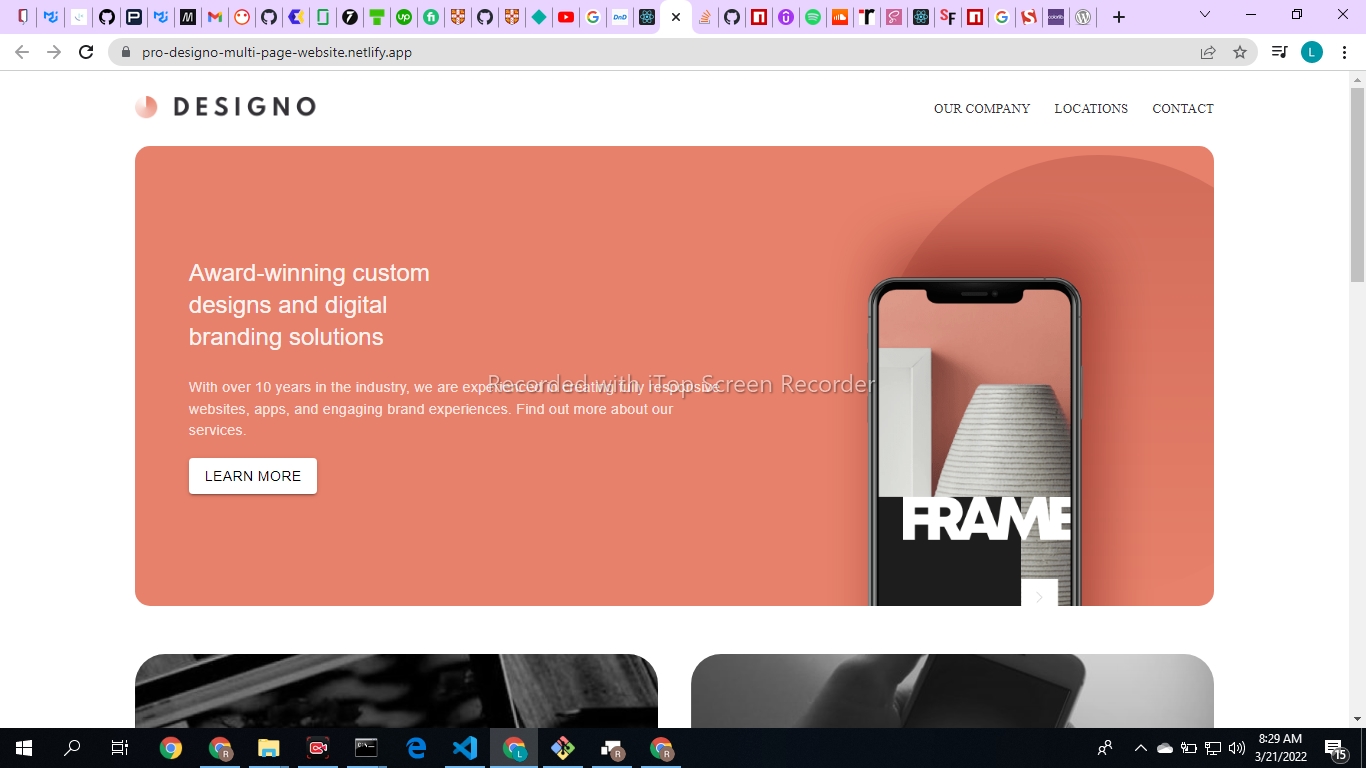 DnD
SF
L
pro-designo-multi-page-website.netlify.app
DESIGNO
OUR COMPANY LOCATIONS CONTACT
Award-winning custom
designs and digital
branding solutions
With over 10 years in the industry, we are experienced in creating fully responsive
websites, apps, and engaging brand experiences. Find out more about our
services.
Recorded with iTop Screen Recorder
LEARN MORE
FRAME
8:29 AM
3/21/2022
15